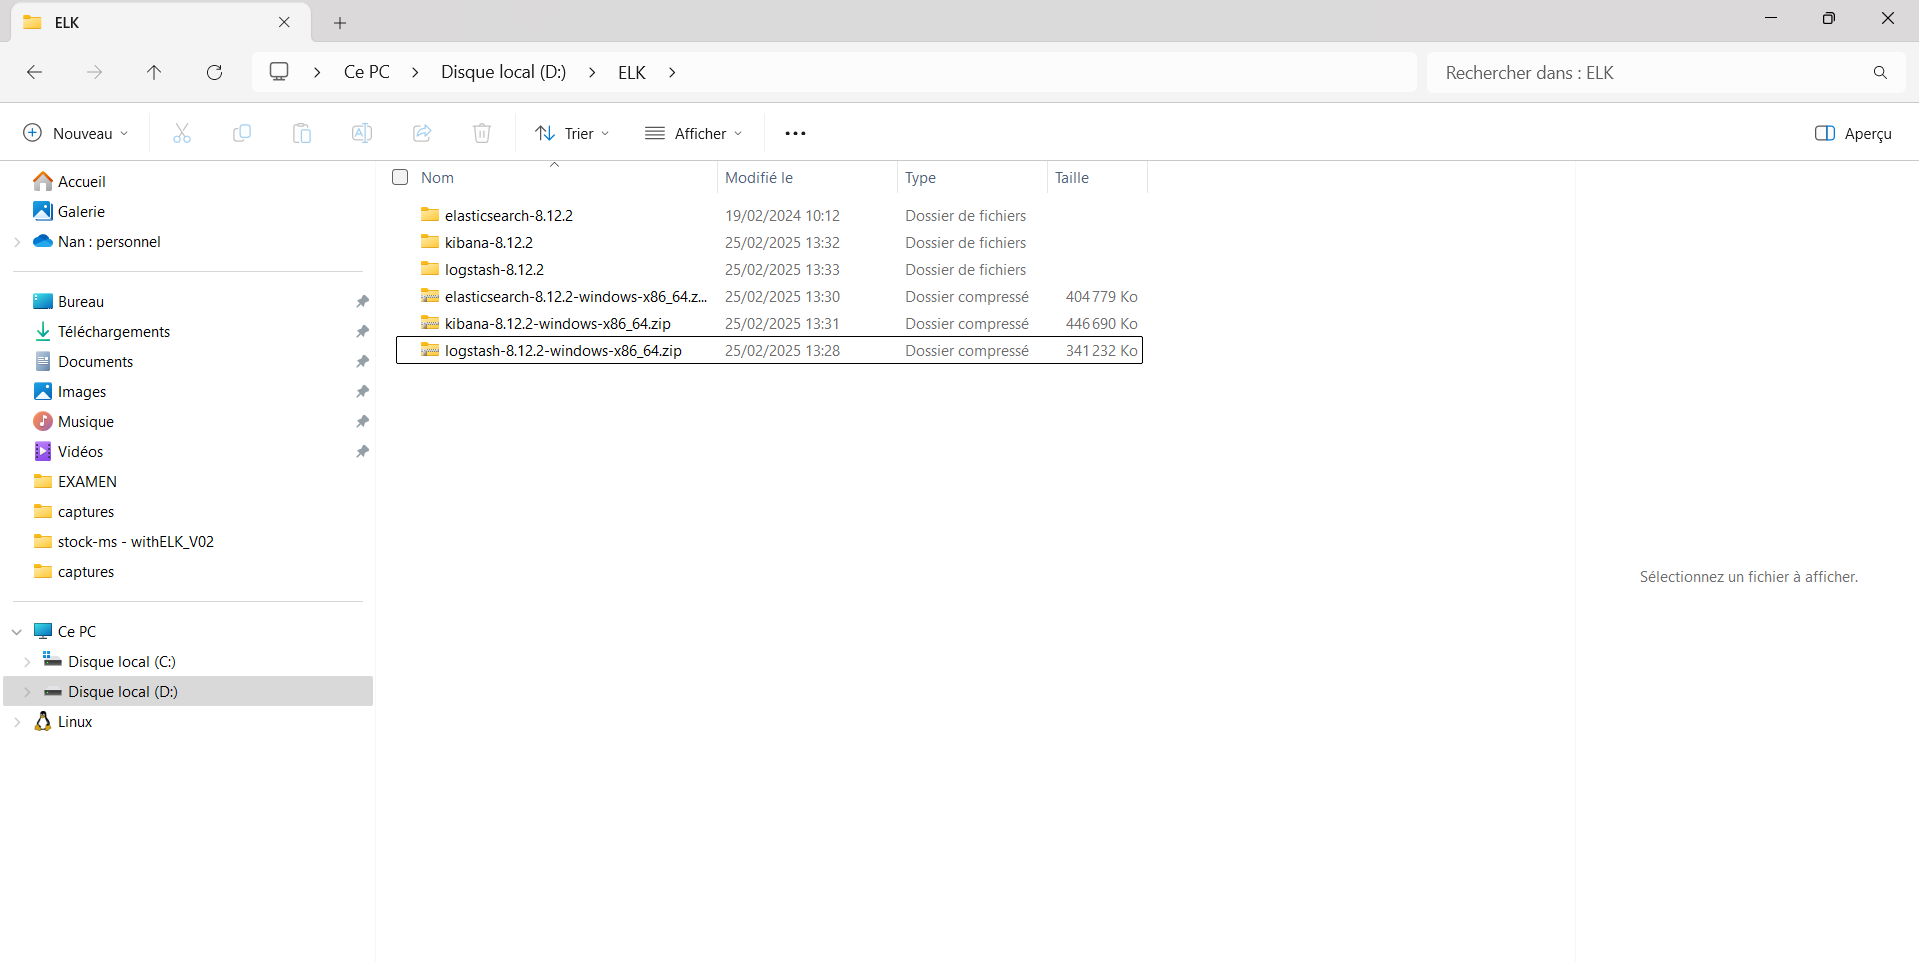 ELK
Ce PC
Disque local (D:)
ELK
Rechercher dans : ELK
Nouveau
Trier
Afficher
Aperçu
Accueil
Galerie
Nan : personnel
Bureau
Téléchargements
Documents
Images
Musique
Vidéos
EXAMEN
captures
stock-ms - withELK_V02
captures
Ce PC
Disque local (C:)
Disque local (D:)
Linux
Nom Modifié le Type Taille
elasticsearch-8.12.2 19/02/2024 10:12 Dossier de fichiers
kibana-8.12.2 25/02/2025 13:32 Dossier de fichiers
logstash-8.12.2 25/02/2025 13:33 Dossier de fichiers
elasticsearch-8.12.2-windows-x86_64.z... 25/02/2025 13:30 Dossier compressé 404 779 Ko
kibana-8.12.2-windows-x86_64.zip 25/02/2025 13:31 Dossier compressé 446 690 Ko
logstash-8.12.2-windows-x86_64.zip 25/02/2025 13:28 Dossier compressé 341 232 Ko
Sélectionnez un fichier à afficher.